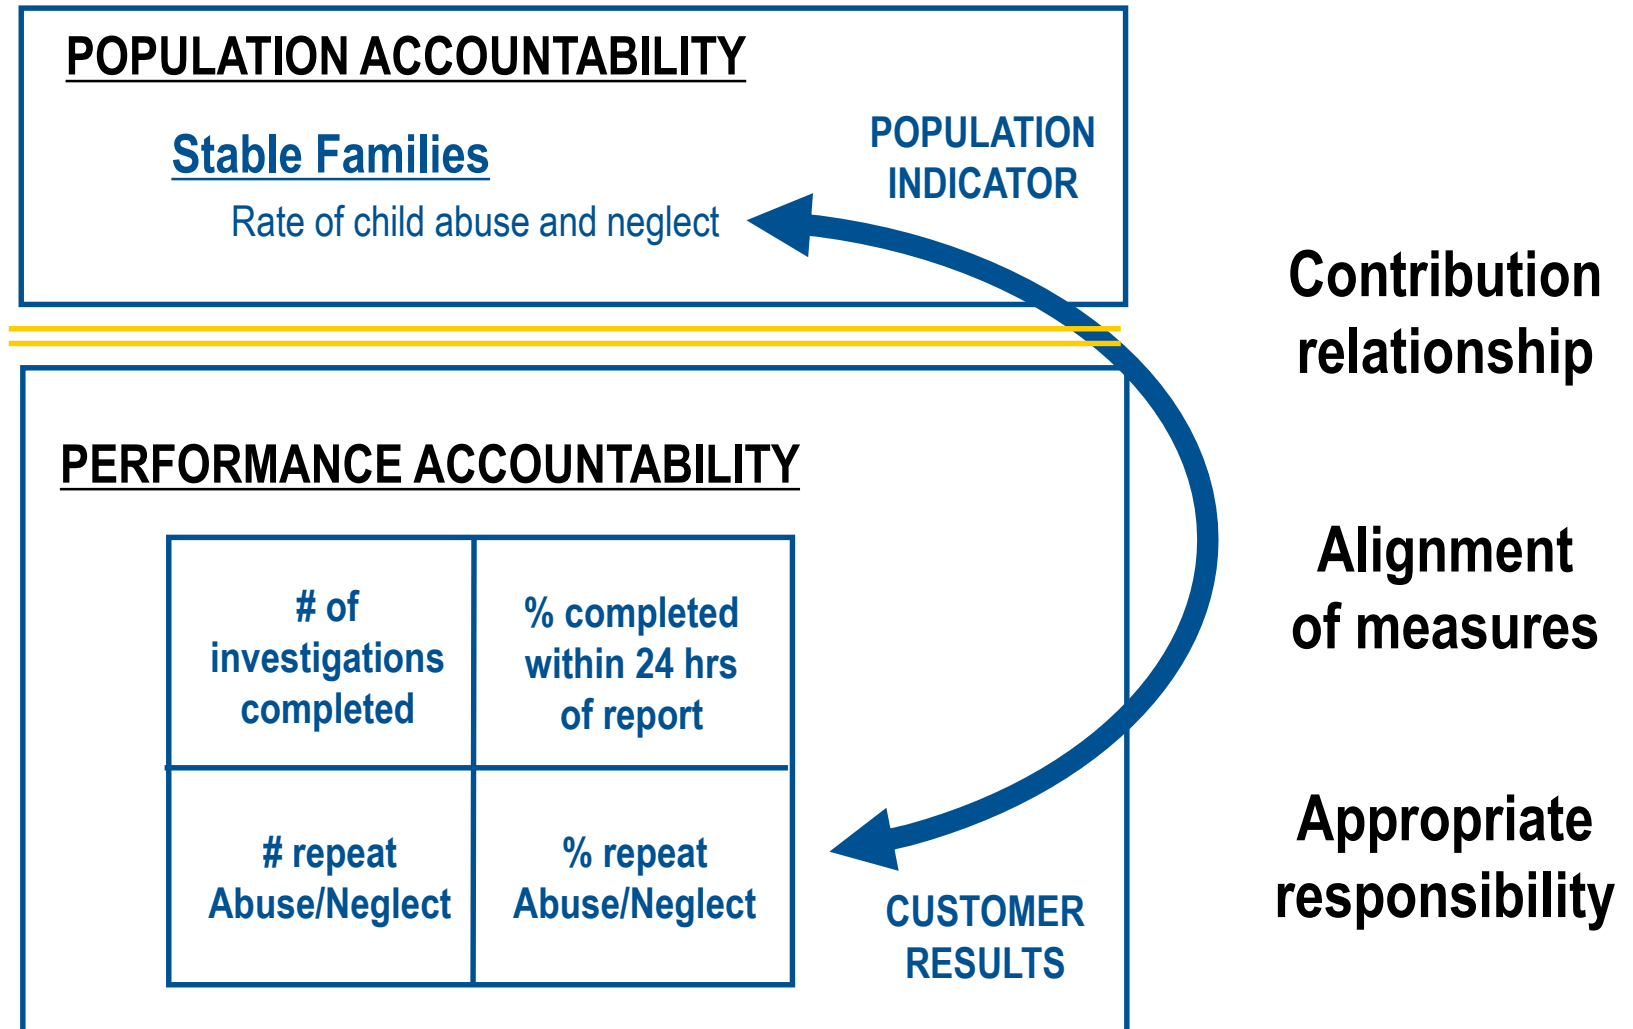 POPULATION ACCOUNTABILITY
Stable Families
Rate of child abuse and neglect
POPULATION
INDICATOR
PERFORMANCE ACCOUNTABILITY
# of
investigations
completed
% completed
within 24 hrs
of report
# repeat
Abuse/Neglect
% repeat
Abuse/Neglect
CUSTOMER
RESULTS
Contribution
relationship
Alignment
of measures
Appropriate
responsibility